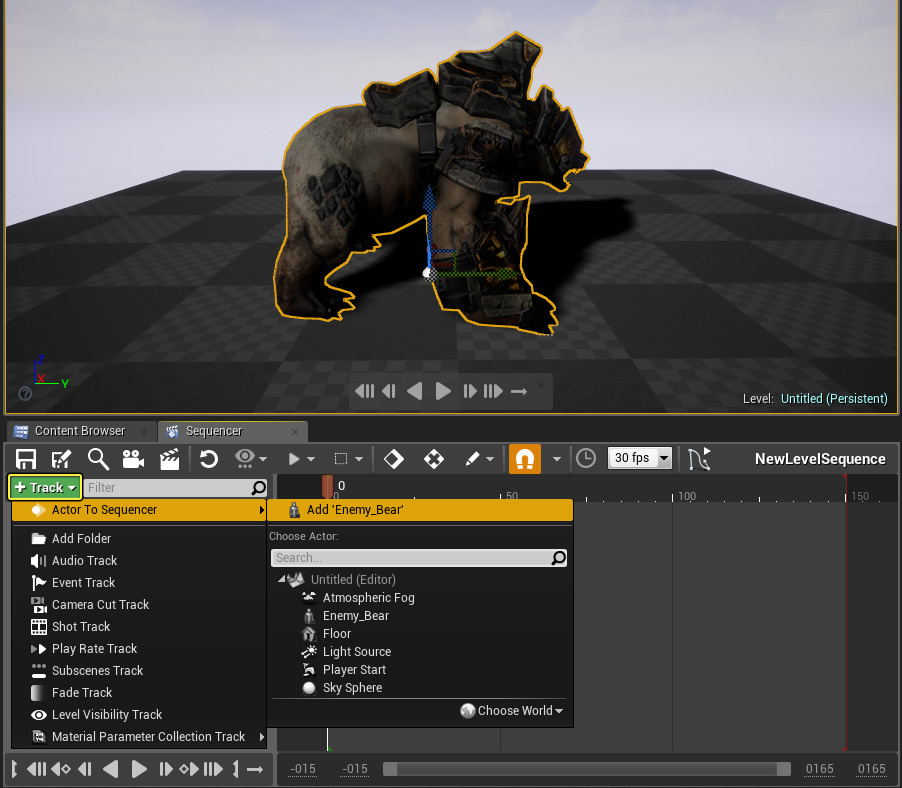 Z
X
Y
Level: Untitled (Persistent)
Content Browser
Sequencer
30 fps
NewLevelSequence
Track
Filter
0
0
50
100
150
Actor To Sequencer
Add 'Enemy_Bear'
Add Folder
Audio Track
Event Track
Camera Cut Track
Shot Track
Play Rate Track
Subscenes Track
Fade Track
Level Visibility Track
Material Parameter Collection Track
Choose Actor:
Search...
Untitled (Editor)
Atmospheric Fog
Enemy_Bear
Floor
Light Source
Player Start
Sky Sphere
Choose World
-015
-015
0165
0165